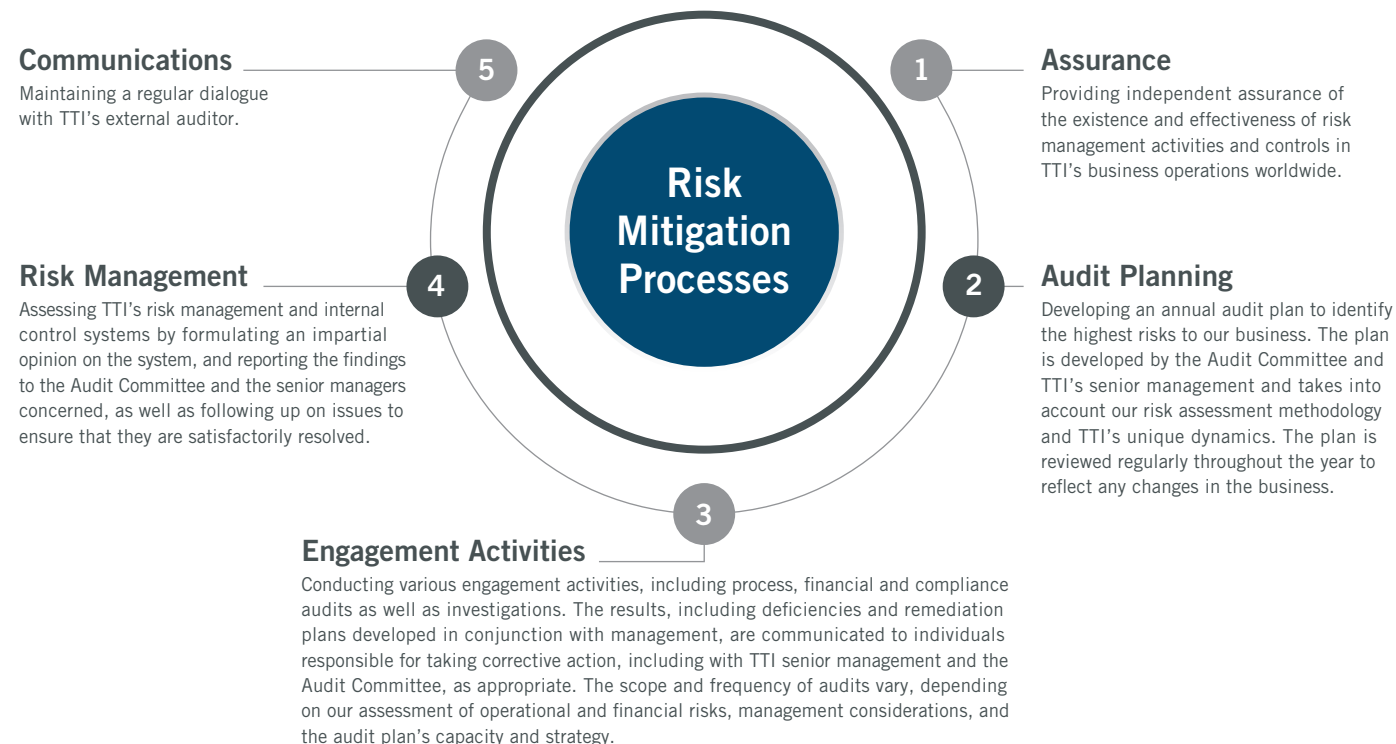 Risk
Mitigation
Processes
1
Assurance
Providing independent assurance of
the existence and effectiveness of risk
management activities and controls in
TTI's business operations worldwide.
2
Audit Planning
Developing an annual audit plan to identify
the highest risks to our business. The plan
is developed by the Audit Committee and
TTI's senior management and takes into
account our risk assessment methodology
and TTI's unique dynamics. The plan is
reviewed regularly throughout the year to
reflect any changes in the business.
3
Engagement Activities
Conducting various engagement activities, including process, financial and compliance
audits as well as investigations. The results, including deficiencies and remediation
plans developed in conjunction with management, are communicated to individuals
responsible for taking corrective action, including with TTI senior management and the
Audit Committee, as appropriate. The scope and frequency of audits vary, depending
on our assessment of operational and financial risks, management considerations, and
the audit plan's capacity and strategy.
4
Risk Management
Assessing TTI's risk management and internal
control systems by formulating an impartial
opinion on the system, and reporting the findings
to the Audit Committee and the senior managers
concerned, as well as following up on issues to
ensure that they are satisfactorily resolved.
5
Communications
Maintaining a regular dialogue
with TTI's external auditor.